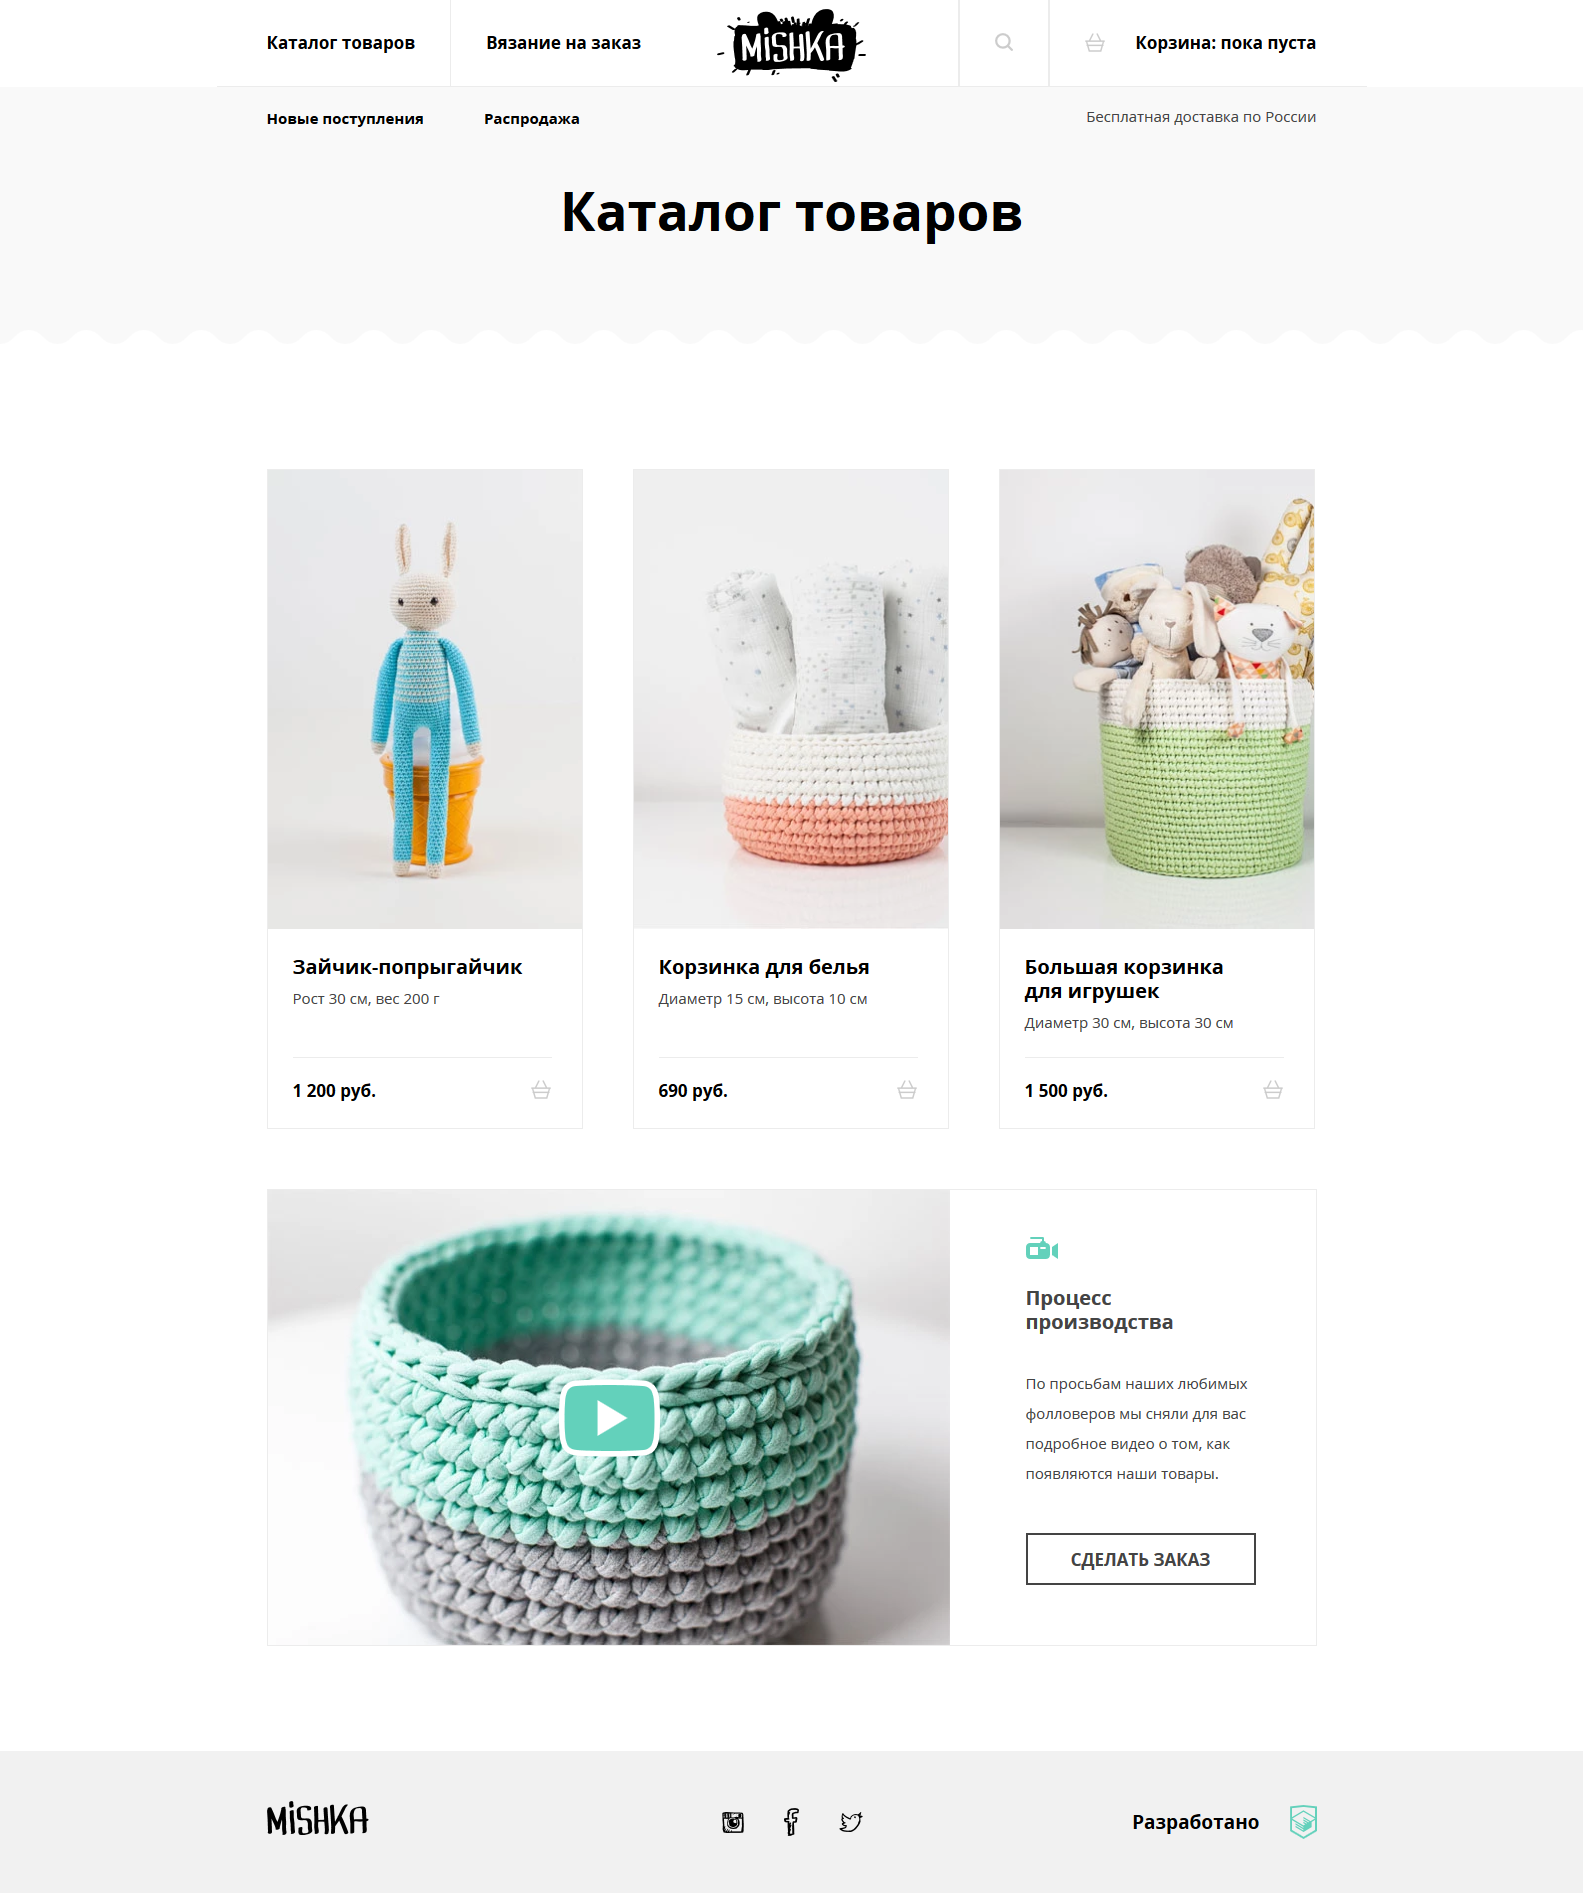 Каталог товаров
Вязание на заказ
MiSHKA
Корзина: пока пуста
Новые поступления
Распродажа
Бесплатная доставка по России
Каталог товаров
Зайчик-попрыгайчик
Рост 30 см, вес 200 г
1 200 руб.
Корзинка для белья
Диаметр 15 см, высота 10 см
690 руб.
Большая корзинка
для игрушек
Диаметр 30 см, высота 30 см
1 500 руб.
Процесс
производства
По просьбам наших любимых
фолловеров мы сняли для вас
подробное видео о том, как
появляются наши товары.
СДЕЛАТЬ ЗАКАЗ
MiSHKA
Разработано